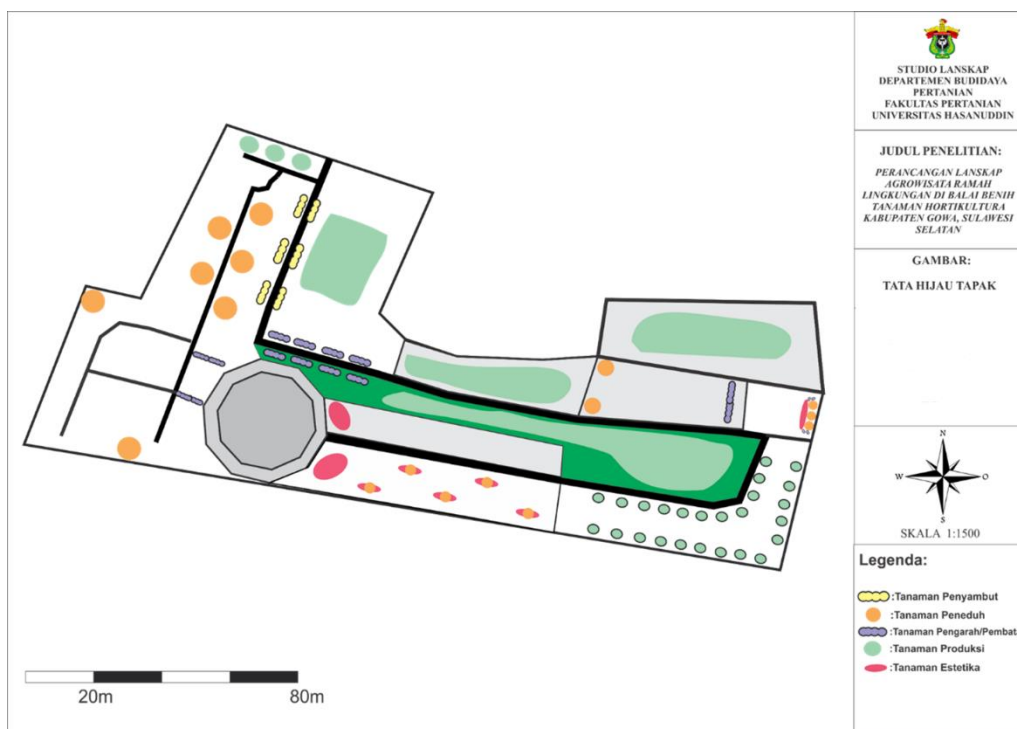 STUDIO LANSKAP
DEPARTEMEN BUDIDAYA
PERTANIAN
FAKULTAS PERTANIAN
UNIVERSITAS HASANUDDIN
JUDUL PENELITIAN:
PERANCANGAN LANSKAP
AGROWISATA RAMAH
LINGKUNGAN DI BALAI BENIH
TANAMAN HORTIKULTURA
KABUPATEN GOWA, SULAWESI
SELATAN
GAMBAR:
TATA HIJAU TAPAK
N
W O
S
SKALA 1:1500
Legenda:
:Tanaman Penyambut
:Tanaman Peneduh
:Tanaman Pengarah/Pembata
:Tanaman Produksi
:Tanaman Estetika
20m 80m